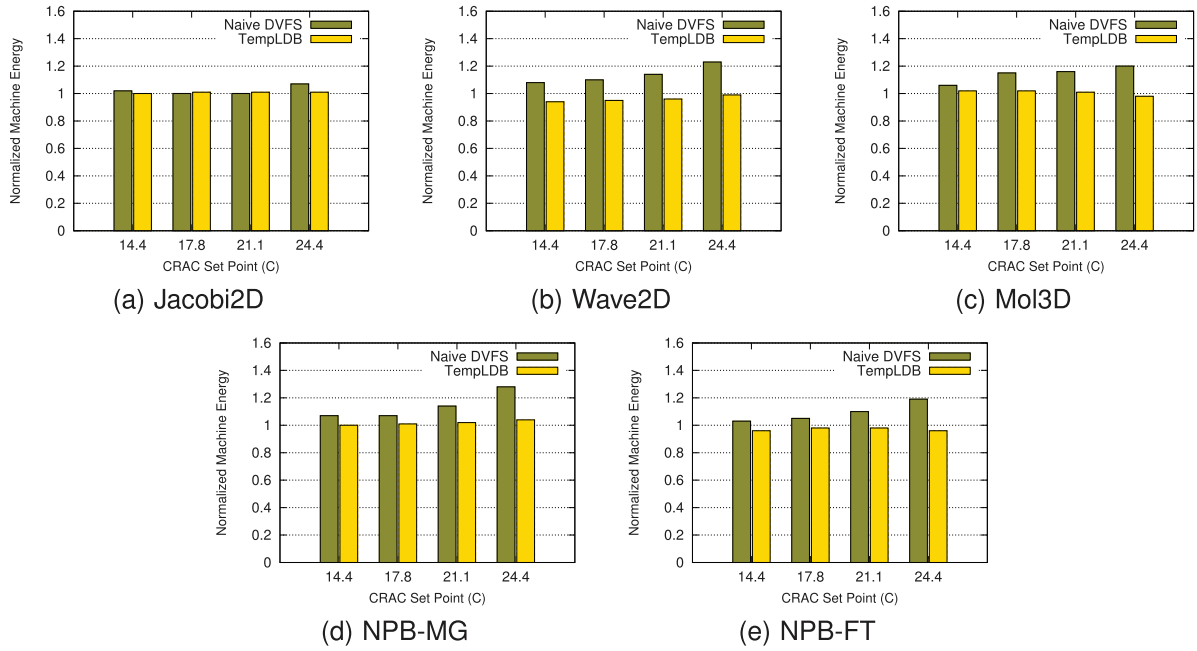 Normalized Machine Energy
1.6
1.4
1.2
1
0.8
0.6
0.4
0.2
0
Naive DVFS
TempLDB
14.4 17.8 21.1 24.4
CRAC Set Point (C)
(a) Jacobi2D
Normalized Machine Energy
1.6
1.4
1.2
1
0.8
0.6
0.4
0.2
0
Naive DVFS
TempLDB
14.4 17.8 21.1 24.4
CRAC Set Point (C)
(b) Wave2D
Normalized Machine Energy
1.6
1.4
1.2
1
0.8
0.6
0.4
0.2
0
Naive DVFS
TempLDB
14.4 17.8 21.1 24.4
CRAC Set Point (C)
(c) Mol3D
Normalized Machine Energy
1.6
1.4
1.2
1
0.8
0.6
0.4
0.2
0
Naive DVFS
TempLDB
14.4 17.8 21.1 24.4
CRAC Set Point (C)
(d) NPB-MG
Normalized Machine Energy
1.6
1.4
1.2
1
0.8
0.6
0.4
0.2
0
Naive DVFS
TempLDB
14.4 17.8 21.1 24.4
CRAC Set Point (C)
(e) NPB-FT